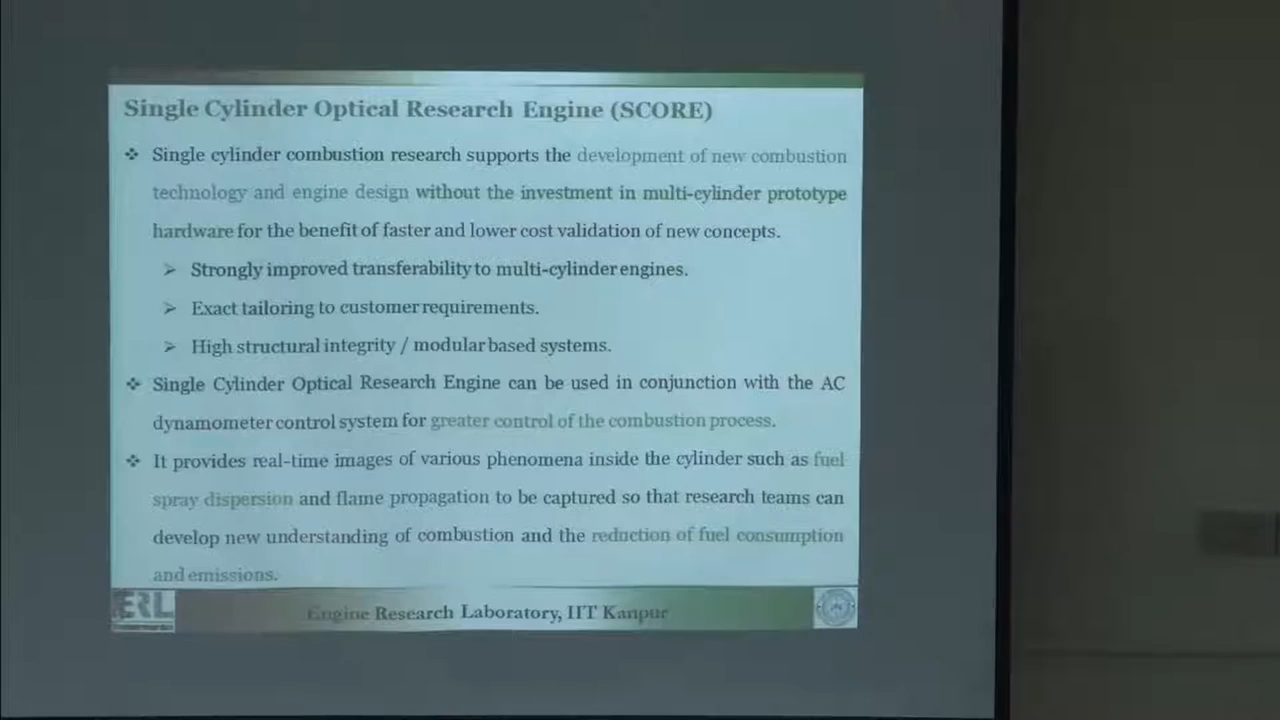 Single Cylinder Optical Research Engine (SCORE)
❖ Single cylinder combustion research supports the development of new combustion
technology and engine design without the investment in multi-cylinder prototype
hardware for the benefit of faster and lower cost validation of new concepts.
➢ Strongly improved transferability to multi-cylinder engines.
➢ Exact tailoring to customer requirements.
➢ High structural integrity / modular based systems.
❖ Single Cylinder Optical Research Engine can be used in conjunction with the AC
dynamometer control system for greater control of the combustion process.
❖ It provides real-time images of various phenomena inside the cylinder such as fuel
spray dispersion and flame propagation to be captured so that research teams can
develop new understanding of combustion and the reduction of fuel consumption
and emissions.
ERL
Engine Research Laboratory, IIT Kanpur